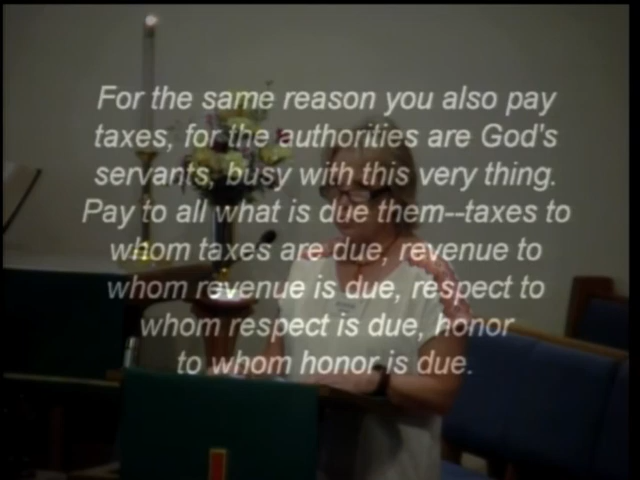 For the same reason you also pay
taxes, for the authorities are God's
servants, busy with this very thing.
Pay to all what is due them--taxes to
whom taxes are due, revenue to
whom revenue is due, respect to
whom respect is due, honor
to whom honor is due.